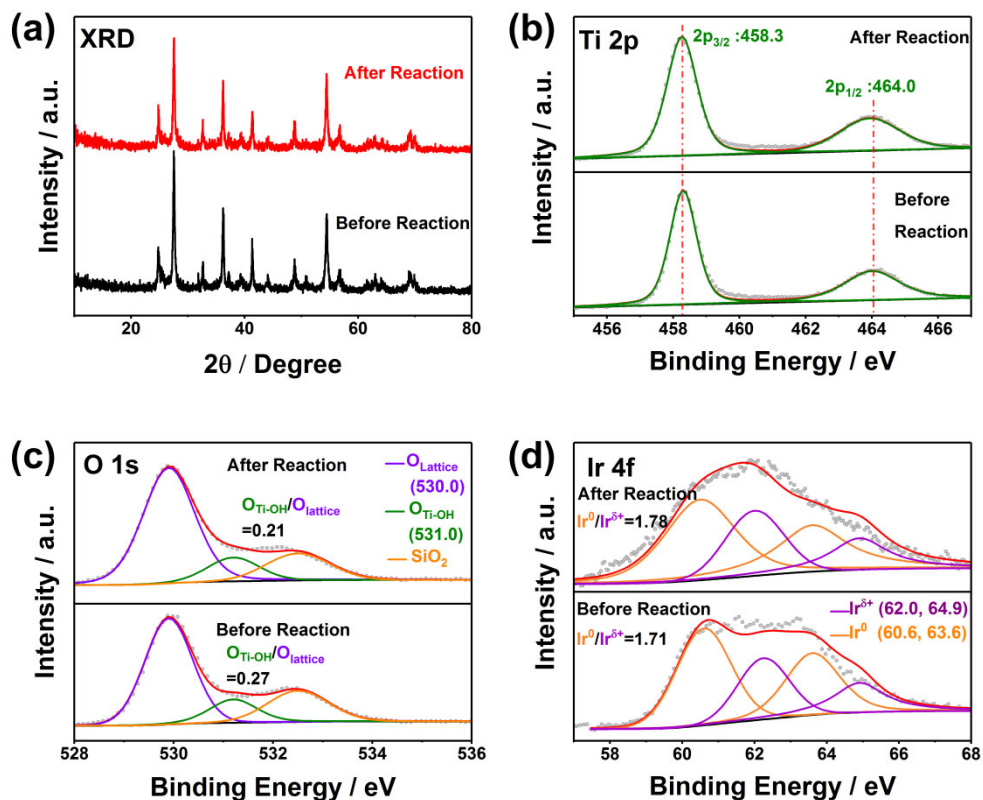 (a)
XRD
After Reaction
Before Reaction
Intensity / a.u.
20
40
60
80
2θ / Degree
(b)
Ti 2p
2p3/2 :458.3
After Reaction
2p1/2 :464.0
Before
Reaction
Intensity / a.u.
456
458
460
462
464
466
Binding Energy / eV
(c)
O 1s
After Reaction
OTi-OH/Olattice
=0.21
OLattice
(530.0)
OTi-OH
(531.0)
SiO2
Before Reaction
OTi-OH/Olattice
=0.27
Intensity / a.u.
528
530
532
534
536
Binding Energy / eV
(d)
Ir 4f
After Reaction
Ir0/Irδ+=1.78
Before Reaction
Ir0/Irδ+=1.71
Irδ+ (62.0, 64.9)
Ir0 (60.6, 63.6)
Intensity / a.u.
58
60
62
64
66
68
Binding Energy / eV